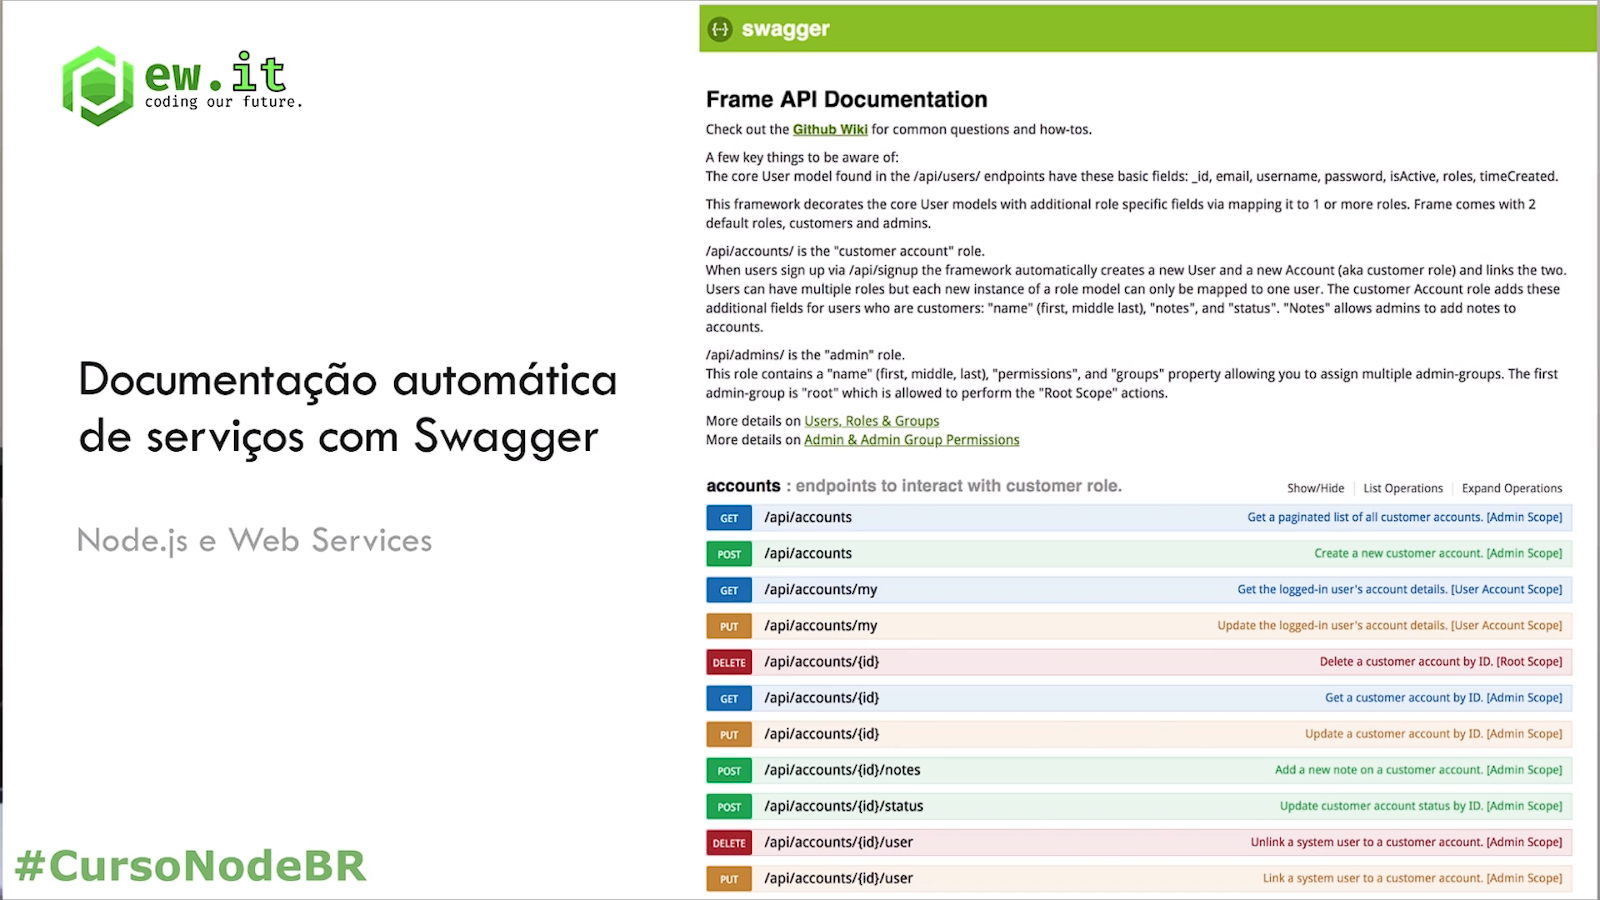 ew.it
coding our future.
Documentação automática
de serviços com Swagger
Node.js e Web Services
#CursoNodeBR
{··} swagger
Frame API Documentation
Check out the Github Wiki for common questions and how-tos.
A few key things to be aware of:
The core User model found in the /api/users/ endpoints have these basic fields: _id, email, username, password, isActive, roles, timeCreated.
This framework decorates the core User models with additional role specific fields via mapping it to 1 or more roles. Frame comes with 2
default roles, customers and admins.
/api/accounts/ is the "customer account" role.
When users sign up via /api/signup the framework automatically creates a new User and a new Account (aka customer role) and links the two.
Users can have multiple roles but each new instance of a role model can only be mapped to one user. The customer Account role adds these
additional fields for users who are customers: "name" (first, middle last), "notes", and "status". "Notes" allows admins to add notes to
accounts.
/api/admins/ is the "admin" role.
This role contains a "name" (first, middle, last), "permissions", and "groups" property allowing you to assign multiple admin-groups. The first
admin-group is "root" which is allowed to perform the "Root Scope" actions.
More details on Users, Roles & Groups
More details on Admin & Admin Group Permissions
accounts : endpoints to interact with customer role. Show/Hide List Operations Expand Operations
GET /api/accounts Get a paginated list of all customer accounts. [Admin Scope]
POST /api/accounts Create a new customer account. [Admin Scope]
GET /api/accounts/my Get the logged-in user's account details. [User Account Scope]
PUT /api/accounts/my Update the logged-in user's account details. [User Account Scope]
DELETE /api/accounts/{id} Delete a customer account by ID. [Root Scope]
GET /api/accounts/{id} Get a customer account by ID. [Admin Scope]
PUT /api/accounts/{id} Update a customer account by ID. [Admin Scope]
POST /api/accounts/{id}/notes Add a new note on a customer account. [Admin Scope]
POST /api/accounts/{id}/status Update customer account status by ID. [Admin Scope]
DELETE /api/accounts/{id}/user Unlink a system user to a customer account. [Admin Scope]
PUT /api/accounts/{id}/user Link a system user to a customer account. [Admin Scope]